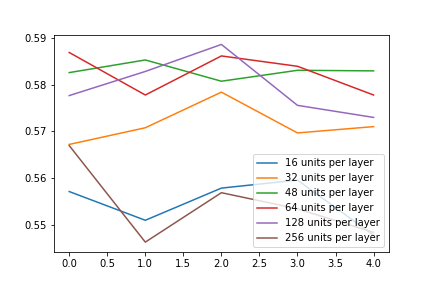 0.59
0.58
0.57
0.56
0.55
16 units per layer
32 units per layer
48 units per layer
64 units per layer
128 units per layer
256 units per layer
0.0 0.5 1.0 1.5 2.0 2.5 3.0 3.5 4.0